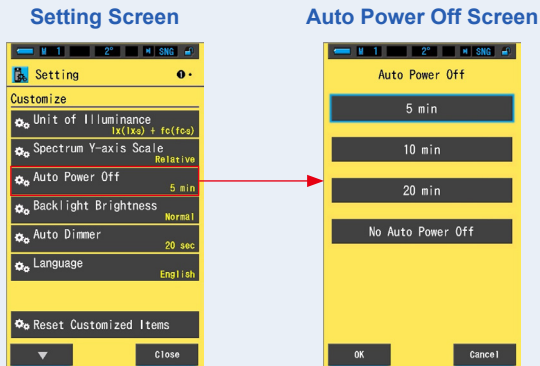 Setting Screen
M 1 2° SNG
Setting 1
Customize
Unit of Illuminance
lx(lxs) + fc(fcs)
Spectrum Y-axis Scale
Relative
Auto Power Off
5 min
Backlight Brightness
Normal
Auto Dimmer
20 sec
Language
English
Reset Customized Items
▼ Close
Auto Power Off Screen
M 1 2° SNG
Auto Power Off
5 min
10 min
20 min
No Auto Power Off
OK Cancel